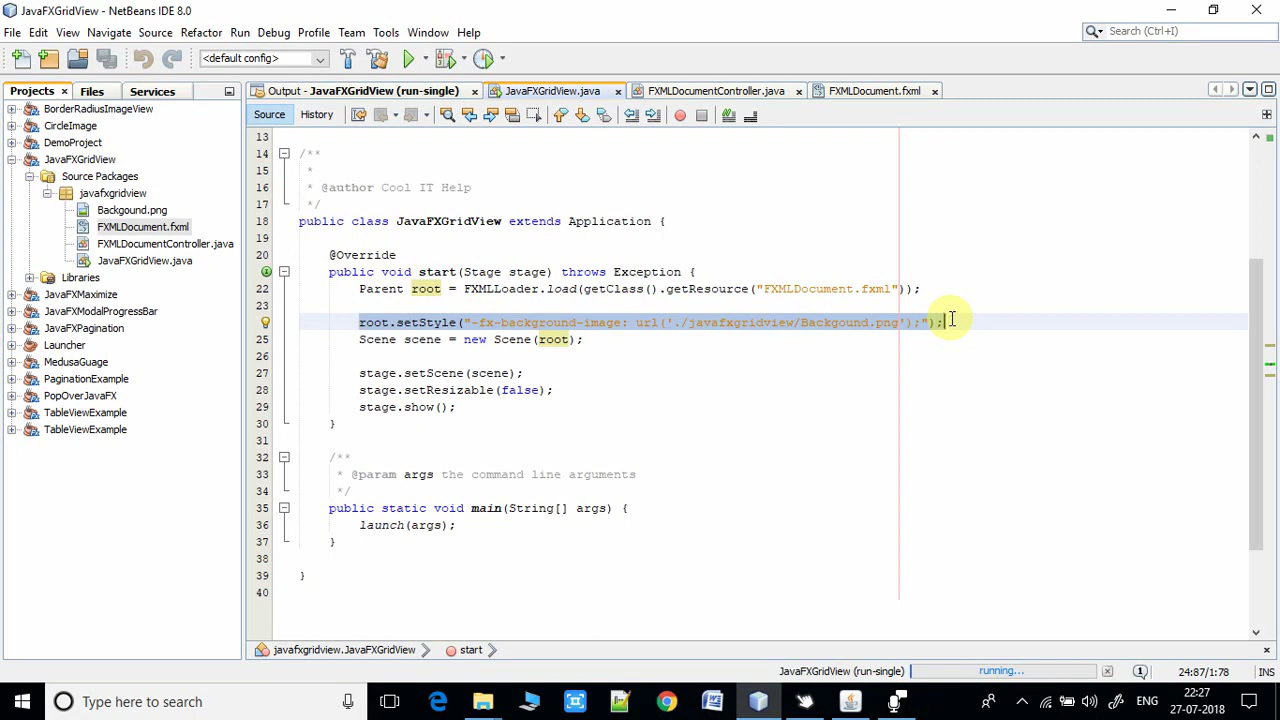 JavaFXGridView - NetBeans IDE 8.0
File Edit View Navigate Source Refactor Run Debug Profile Team Tools Window Help
Search (Ctrl+I)
<default config>
Projects Files Services
Output - JavaFXGridView (run-single) JavaFXGridView.java FXMLDocumentController.java FXMLDocument.fxml
Source History
BorderRadiusImageView
CircleImage
DemoProject
JavaFXGridView
Source Packages
javafxgridview
Backgound.png
FXMLDocument.fxml
FXMLDocumentController.java
JavaFXGridView.java
Libraries
JavaFXMaximize
JavaFXModalProgressBar
JavaFXPagination
Launcher
MedusaGuage
PaginationExample
PopOverJavaFX
TableViewExample
TableViewExample
13
14 /**
15 *
16 * @author Cool IT Help
17 */
18 public class JavaFXGridView extends Application {
19
20 @Override
public void start(Stage stage) throws Exception {
22 Parent root = FXMLLoader.load(getClass().getResource("FXMLDocument.fxml"));
23
root.setStyle("-fx-background-image: url('./javafxgridview/Backgound.png');");
25 Scene scene = new Scene(root);
26
27 stage.setScene(scene);
28 stage.setResizable(false);
29 stage.show();
30 }
31
32 /**
33 * @param args the command line arguments
34 */
35 public static void main(String[] args) {
36 launch(args);
37 }
38
39 }
40
javafxgridview.JavaFXGridView start
JavaFXGridView (run-single) running... 24:87/1:78 INS
Type here to search
ENG
22:27
27-07-2018